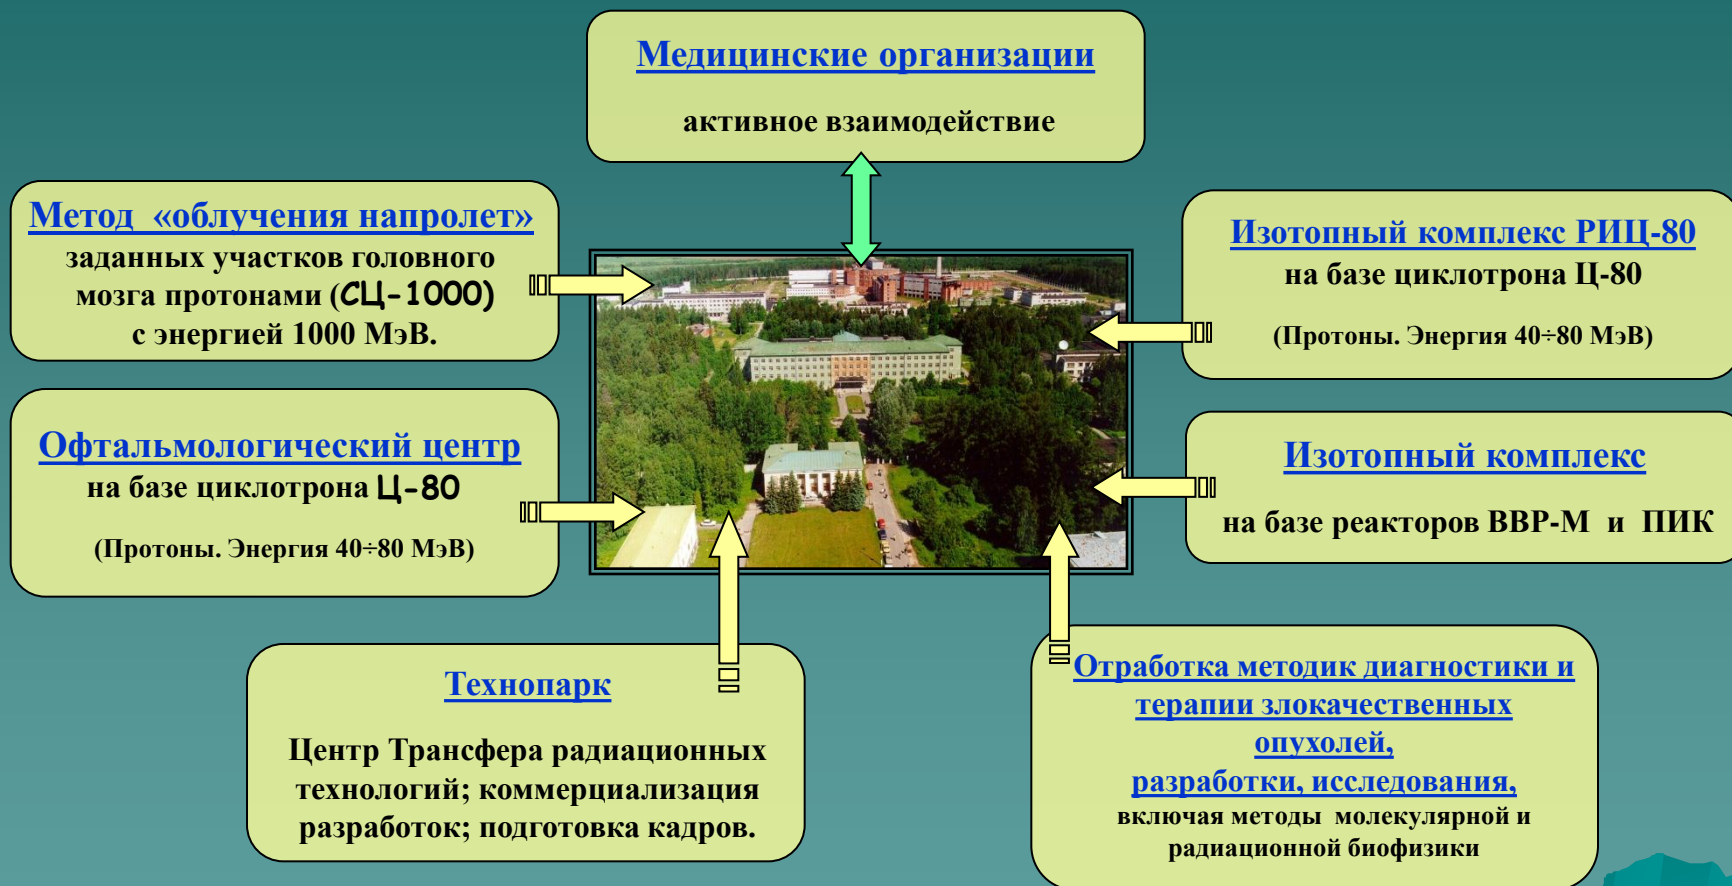 Медицинские организации
активное взаимодействие
Метод «облучения напролет»
заданных участков головного
мозга протонами (СЦ-1000)
с энергией 1000 МэВ.
Изотопный комплекс РИЦ-80
на базе циклотрона Ц-80
(Протоны. Энергия 40÷80 МэВ)
Офтальмологический центр
на базе циклотрона Ц-80
(Протоны. Энергия 40÷80 МэВ)
Изотопный комплекс
на базе реакторов ВВР-М и ПИК
Технопарк
Центр Трансфера радиационных
технологий; коммерциализация
разработок; подготовка кадров.
Отработка методик диагностики и
терапии злокачественных
опухолей,
разработки, исследования,
включая методы молекулярной и
радиационной биофизики